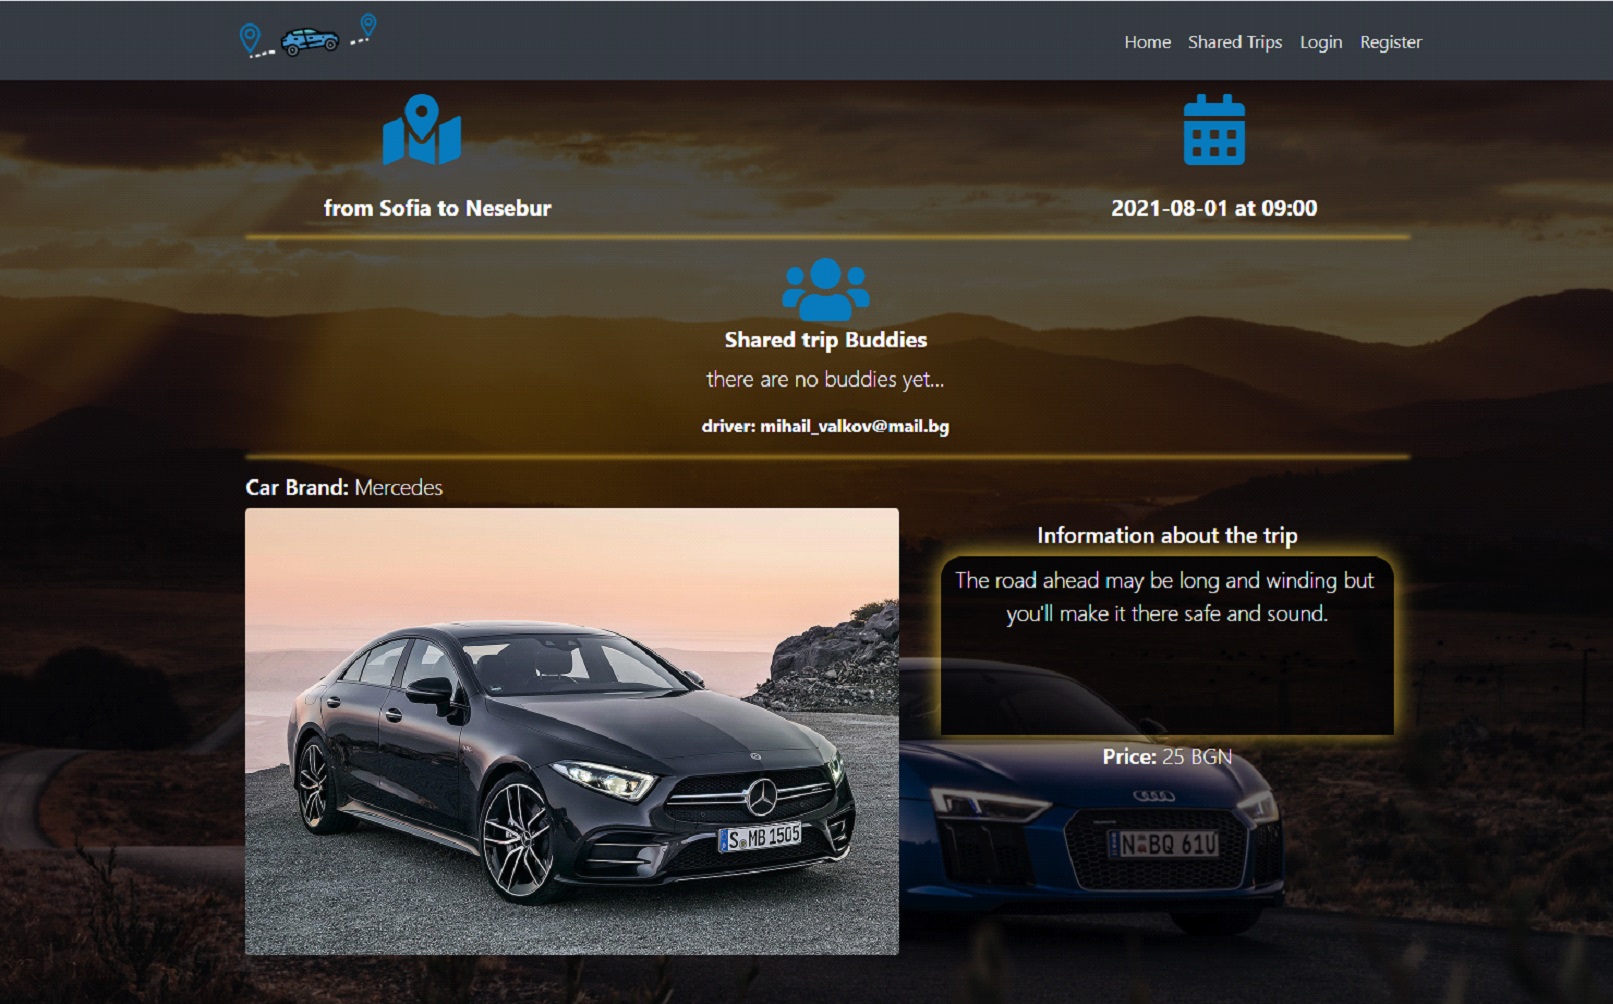 Home Shared Trips Login Register
from Sofia to Nesebur
2021-08-01 at 09:00
Shared trip Buddies
there are no buddies yet...
driver: mihail_valkov@mail.bg
Car Brand: Mercedes
Information about the trip
The road ahead may be long and winding but
you'll make it there safe and sound.
Price: 25 BGN
S MB 1505
N BQ 61U